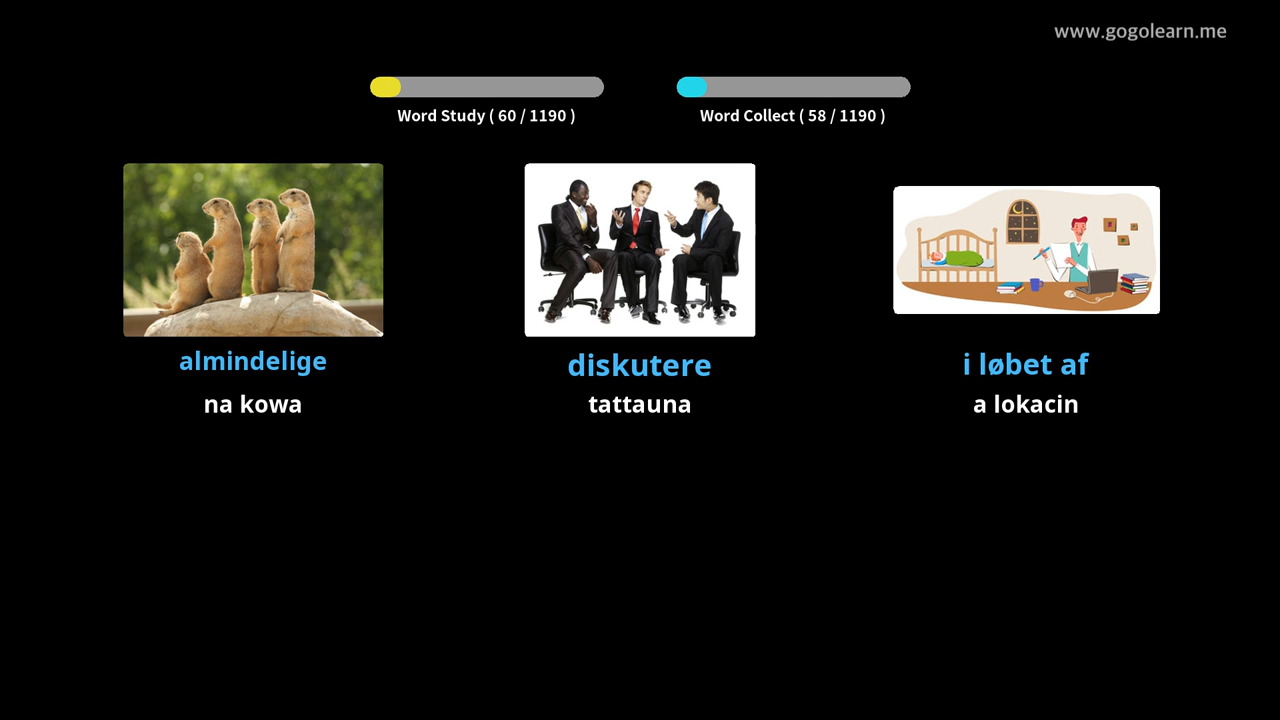 www.gogolearn.me
Word Study ( 60 / 1190 )
Word Collect ( 58 / 1190 )
almindelige
diskutere
i løbet af
na kowa
tattauna
a lokacin